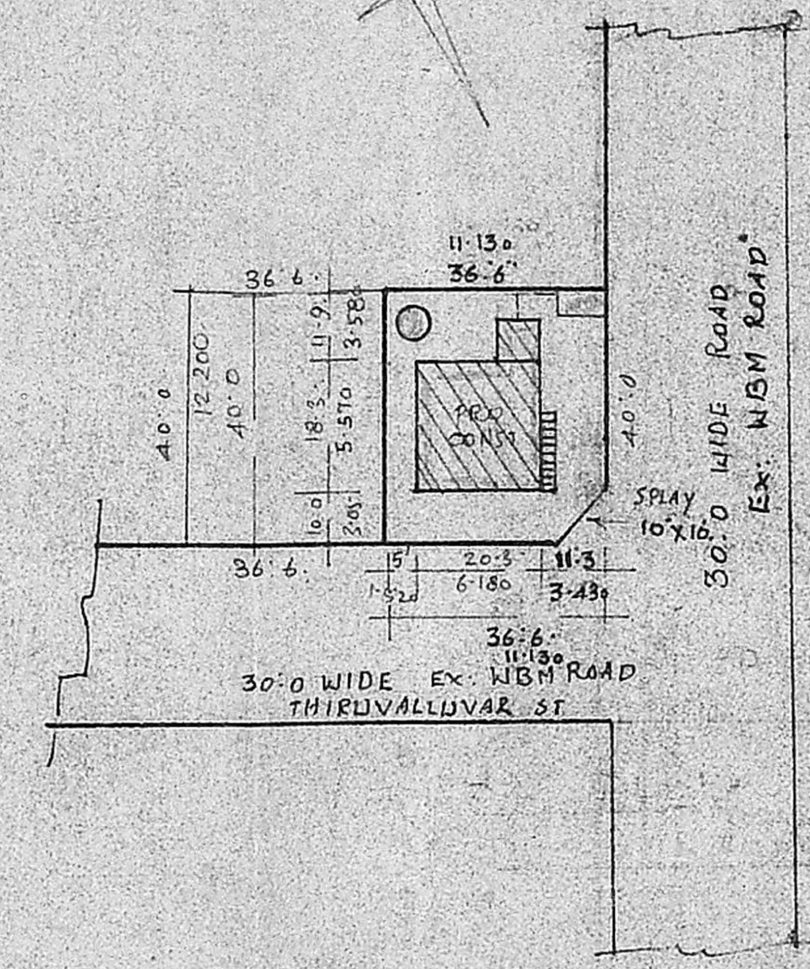 11·130
36'6"
36'6"
11-9
3·580
40'0
12·200
40'0
18·3
5·570
10·0
3·05
PRO
CONST
40'0
30'.0 WIDE ROAD
Ex: WBM ROAD"
SPLAY
10'X10'
36'6"
5'
20·3
11·3
1·520
6·180
3·430
36'6"
11·130
30'0 WIDE Ex: WBM ROAD
THIRUVALLUVAR ST